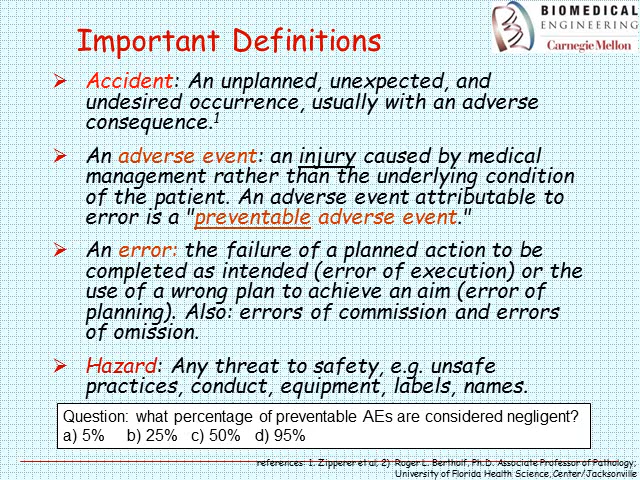 BIOMEDICAL
ENGINEERING
Carnegie Mellon
Important Definitions
➢ Accident: An unplanned, unexpected, and
undesired occurrence, usually with an adverse
consequence.1
➢ An adverse event: an injury caused by medical
management rather than the underlying condition
of the patient. An adverse event attributable to
error is a "preventable adverse event."
➢ An error: the failure of a planned action to be
completed as intended (error of execution) or the
use of a wrong plan to achieve an aim (error of
planning). Also: errors of commission and errors
of omission.
➢ Hazard: Any threat to safety, e.g. unsafe
practices, conduct, equipment, labels, names.
Question: what percentage of preventable AEs are considered negligent?
a) 5% b) 25% c) 50% d) 95%
references: 1. Zipperer et al; 2) Roger L. Bertholf, Ph.D. Associate Professor of Pathology;
University of Florida Health Science, Center/Jacksonville